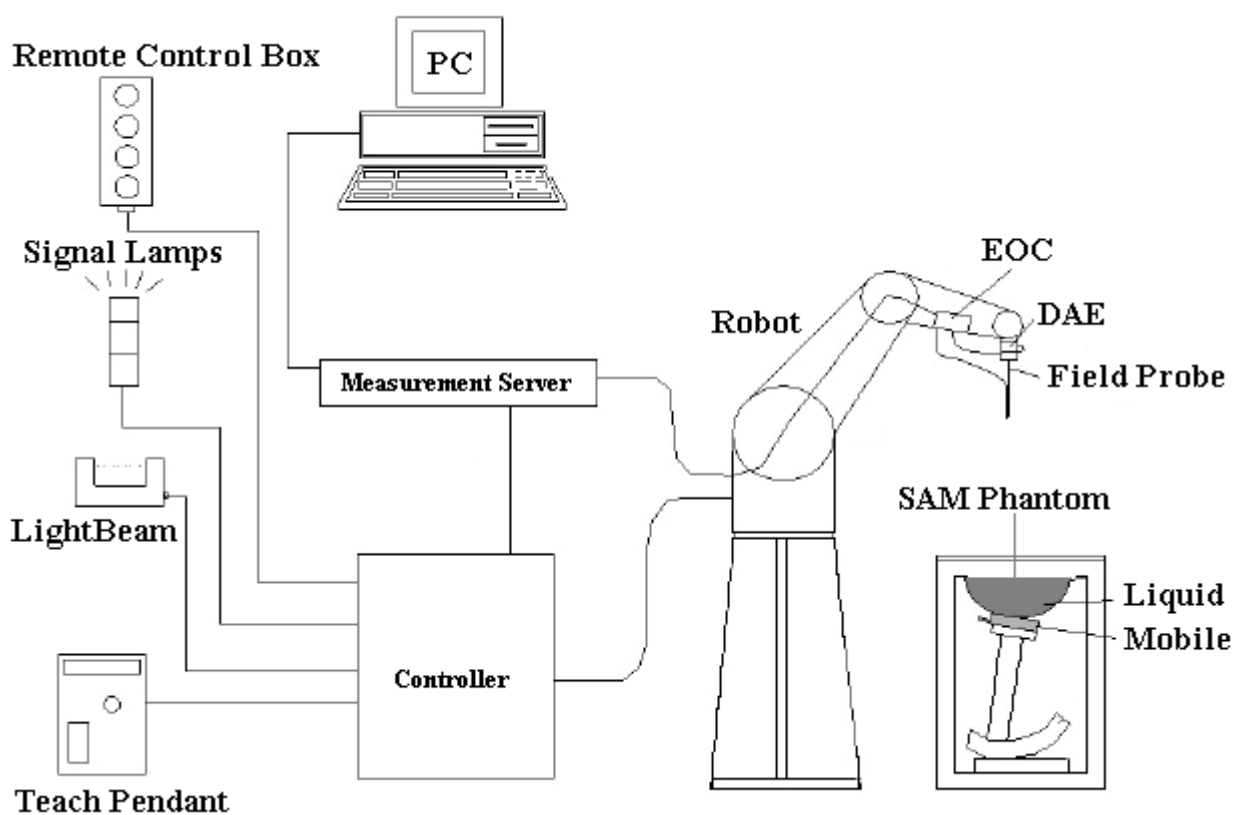 Remote Control Box
PC
Signal Lamps
EOC
Robot
DAE
Measurement Server
Field Probe
LightBeam
SAM Phantom
Liquid
Mobile
Controller
Teach Pendant